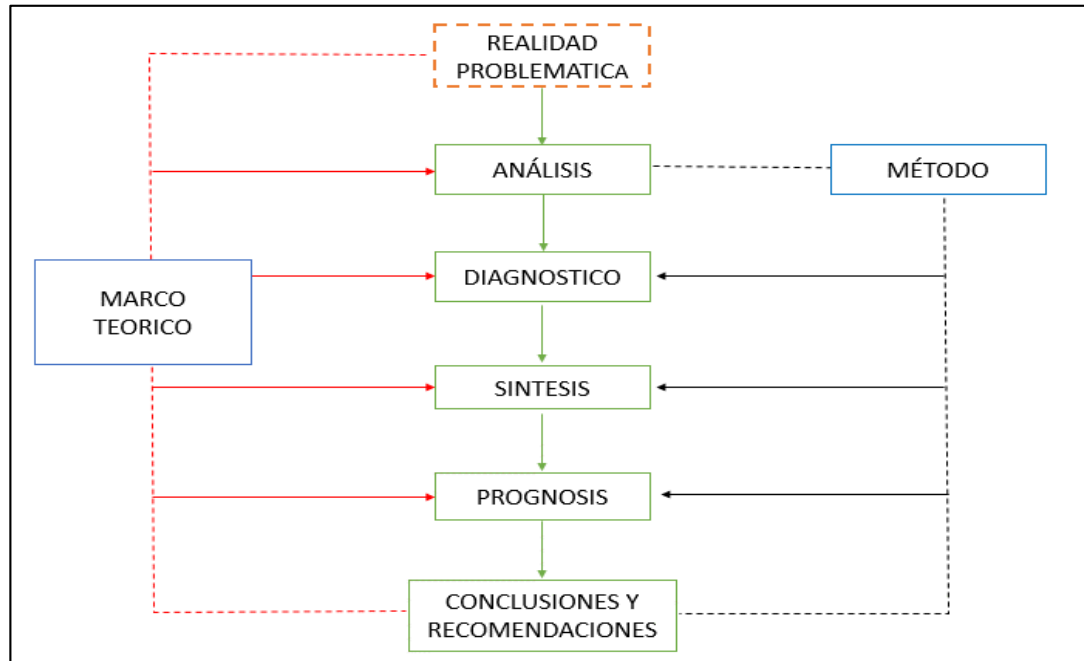 REALIDAD
PROBLEMATICA
ANÁLISIS
MÉTODO
DIAGNOSTICO
MARCO
TEORICO
SINTESIS
PROGNOSIS
CONCLUSIONES Y
RECOMENDACIONES